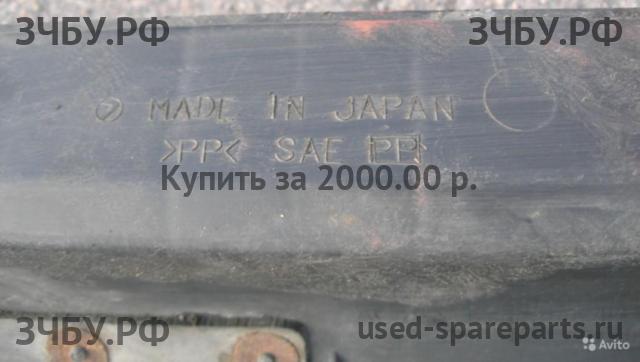 ЗЧБУ.РФ ЗЧБУ.РФ
MADE IN JAPAN
>PP< SAE PP
Купить за 2000.00 р.
ЗЧБУ.РФ used-spareparts.ru
Avito